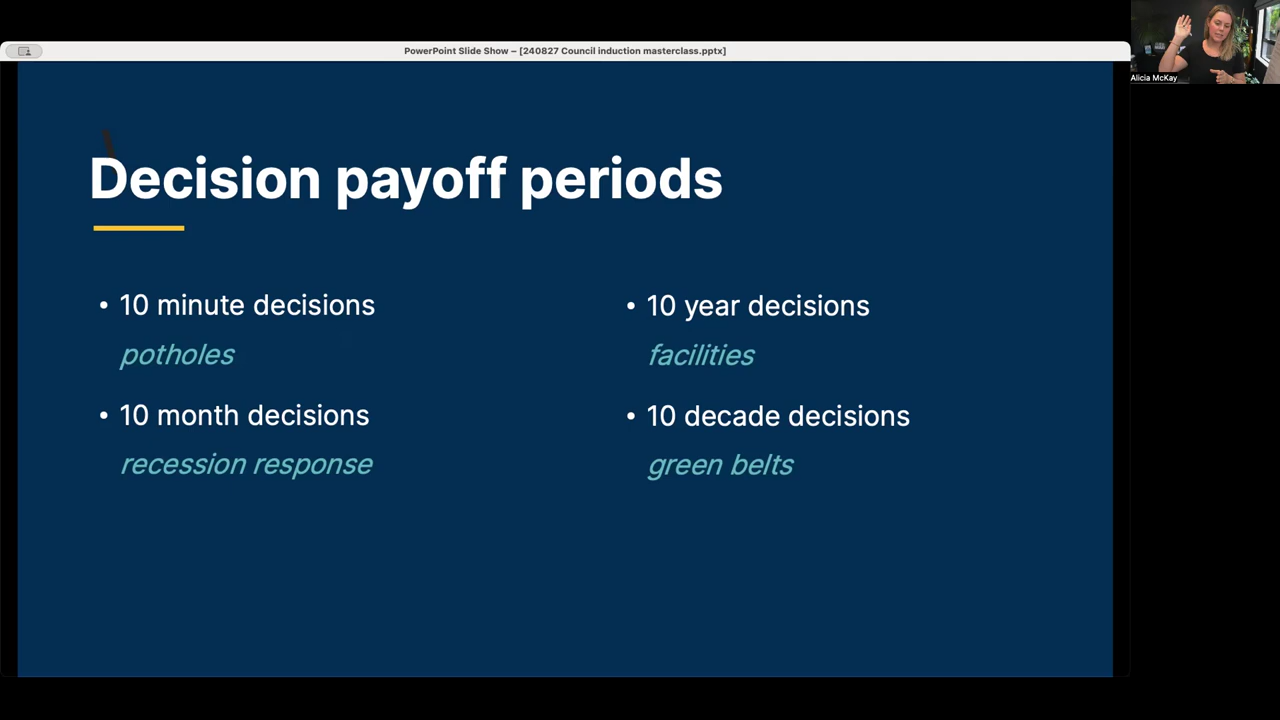 PowerPoint Slide Show – [240827 Council induction masterclass.pptx]
Alicia McKay
Decision payoff periods
• 10 minute decisions
potholes
• 10 month decisions
recession response
• 10 year decisions
facilities
• 10 decade decisions
green belts